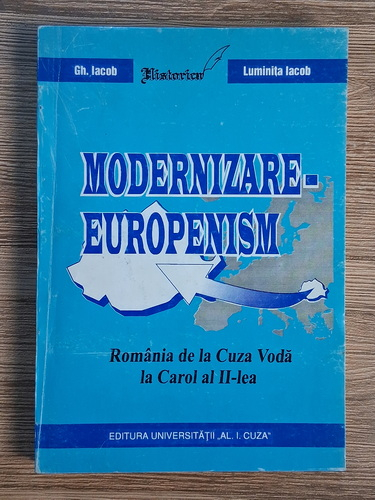 Gh. Iacob
Historica
Luminița Iacob
MODERNIZARE-
EUROPENISM
România de la Cuza Vodă
la Carol al II-lea
EDITURA UNIVERSITĂȚII „AL. I. CUZA"